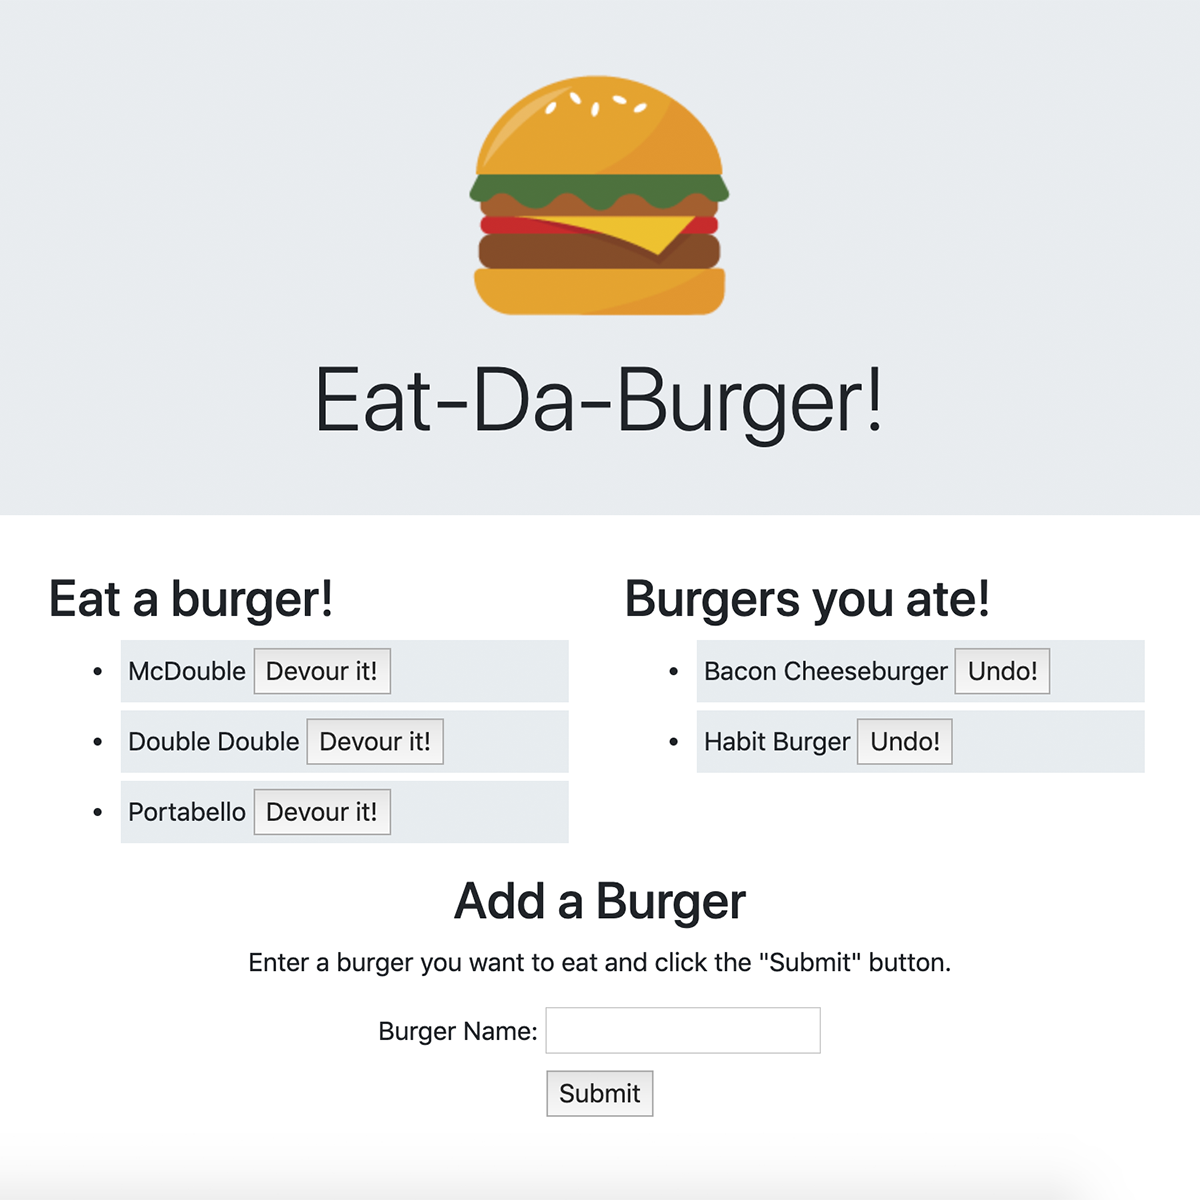 Eat-Da-Burger!
Eat a burger!
• McDouble Devour it!
• Double Double Devour it!
• Portabello Devour it!
Burgers you ate!
• Bacon Cheeseburger Undo!
• Habit Burger Undo!
Add a Burger
Enter a burger you want to eat and click the "Submit" button.
Burger Name:
Submit